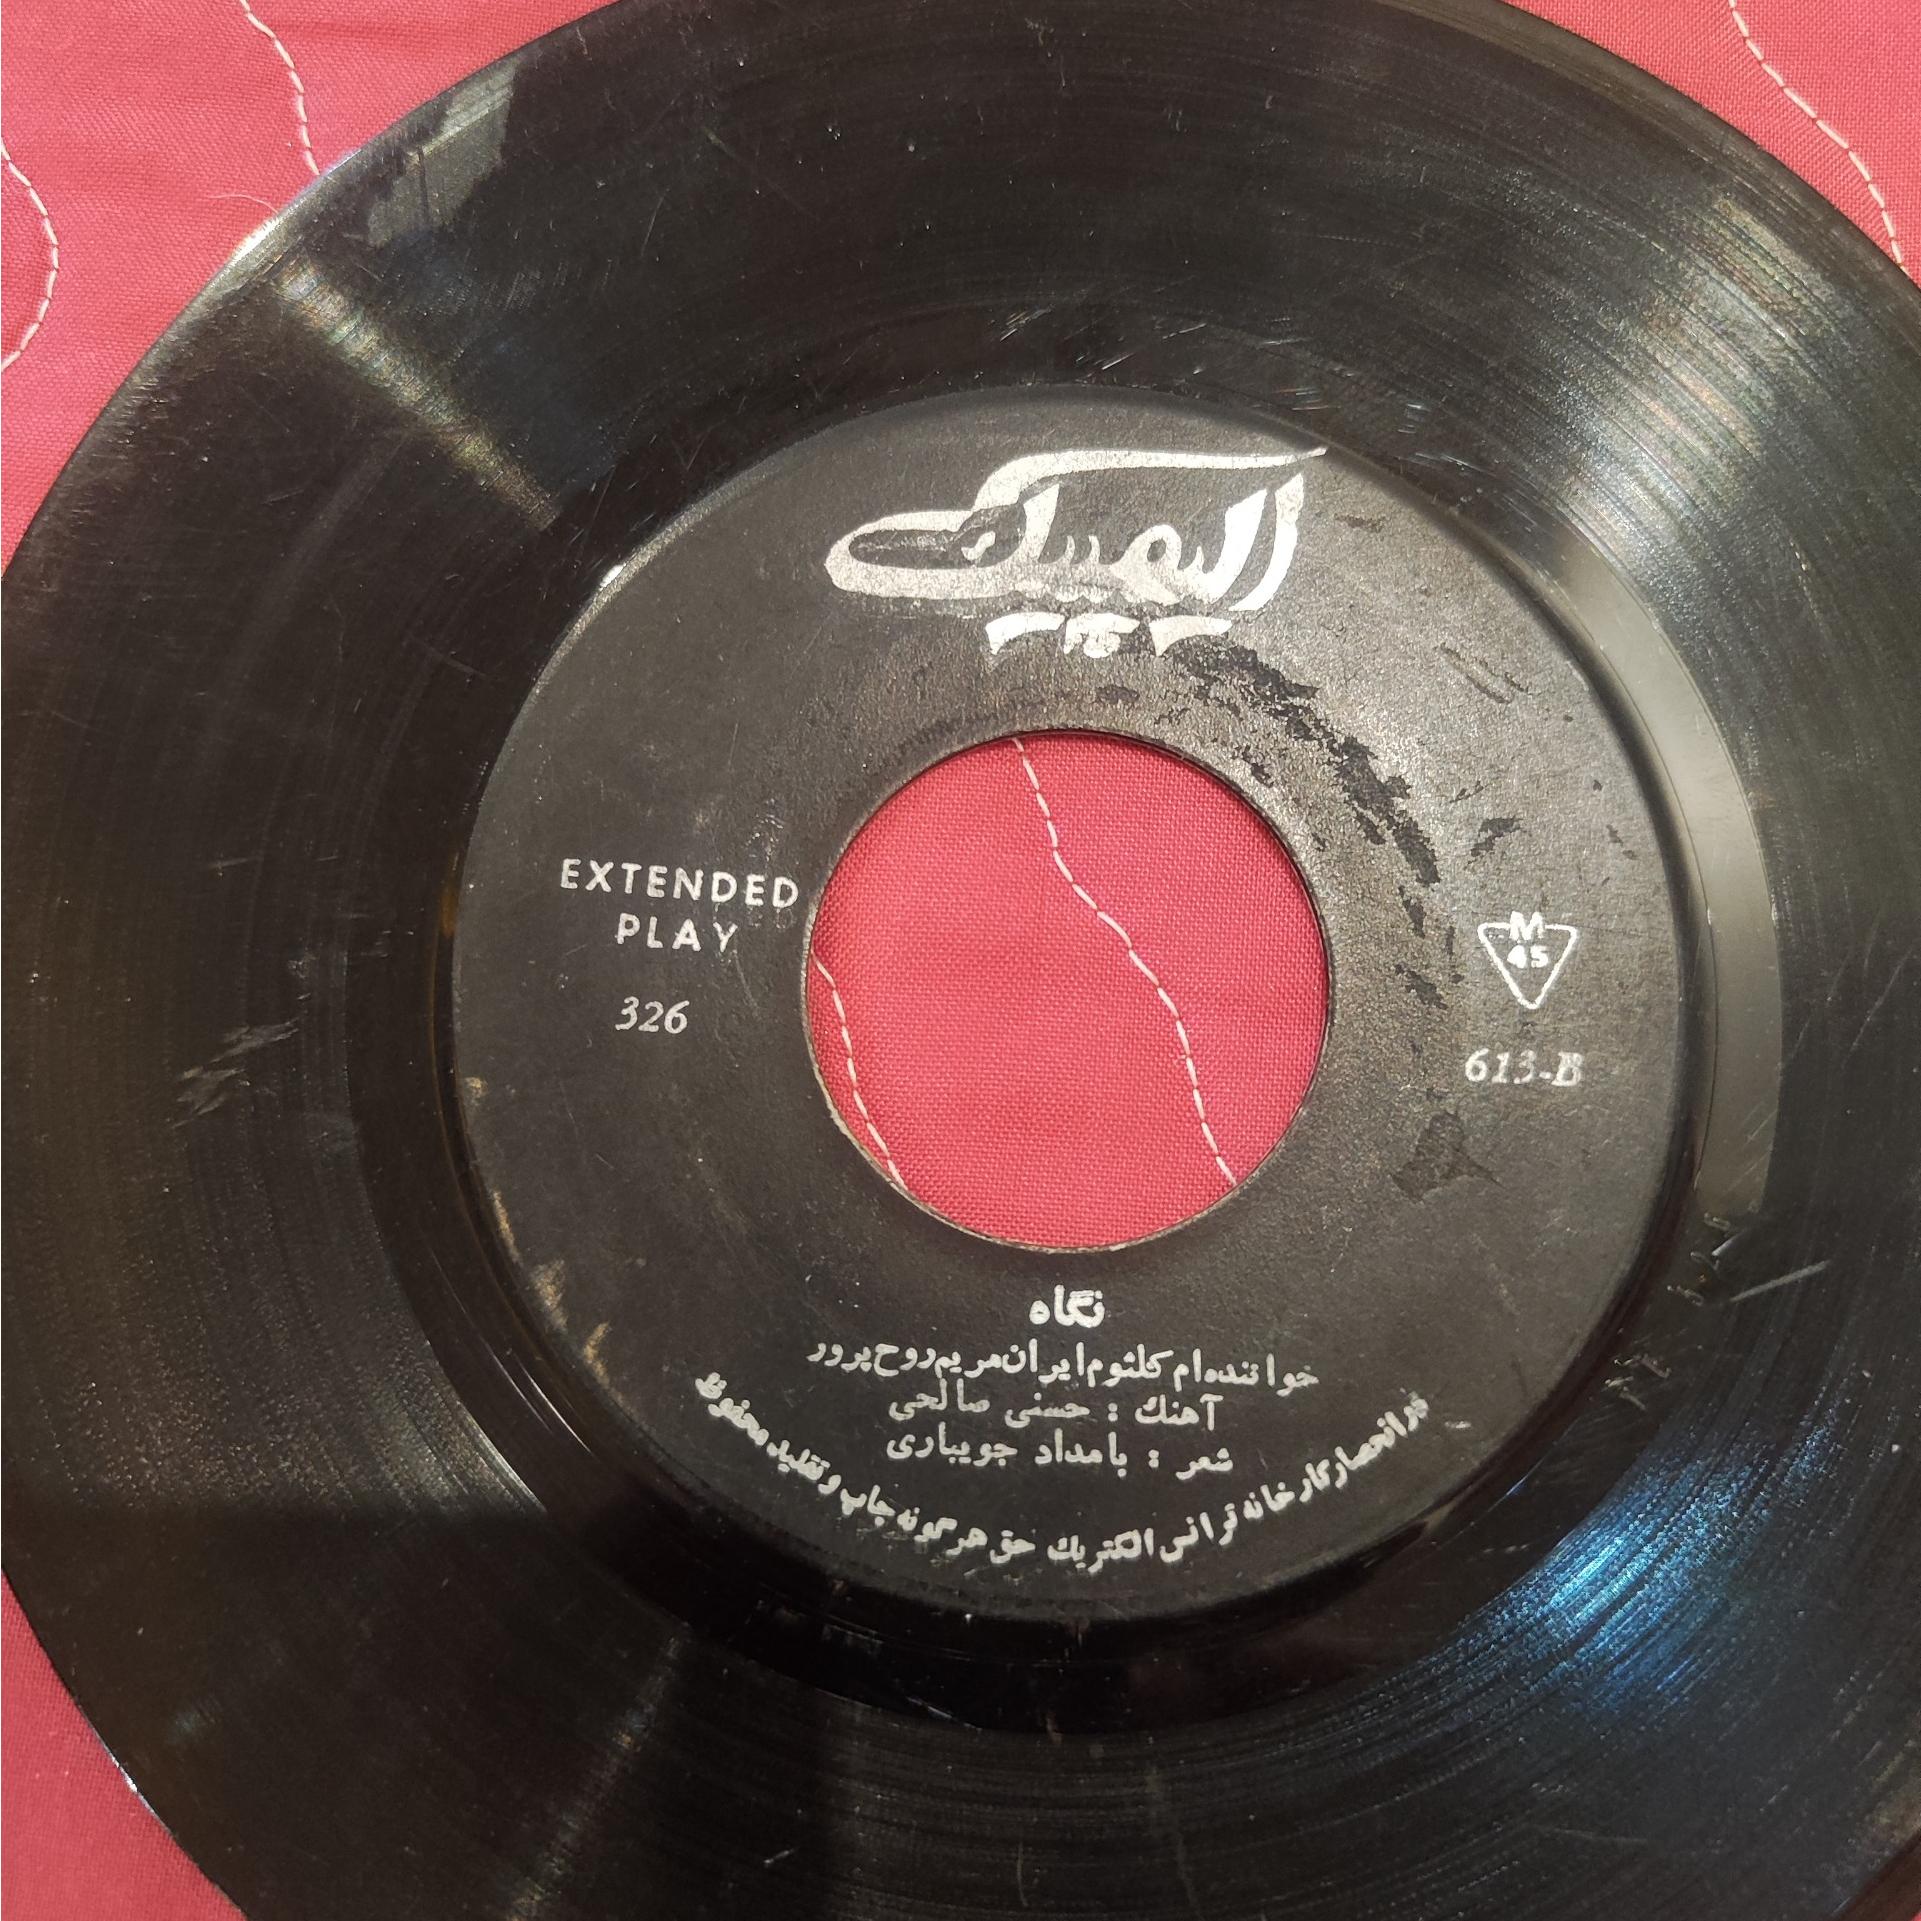 المپیک
EXTENDED
PLAY
326
M
45
613-B
نگاه
خواننده ام کلثوم ایران مریم روح پرور
آهنگ : حسنی صالحی
شعر : بامداد جویباری
در انحصار کارخانه ترانس الکتریک حق هرگونه چاپ و تقلید محفوظ